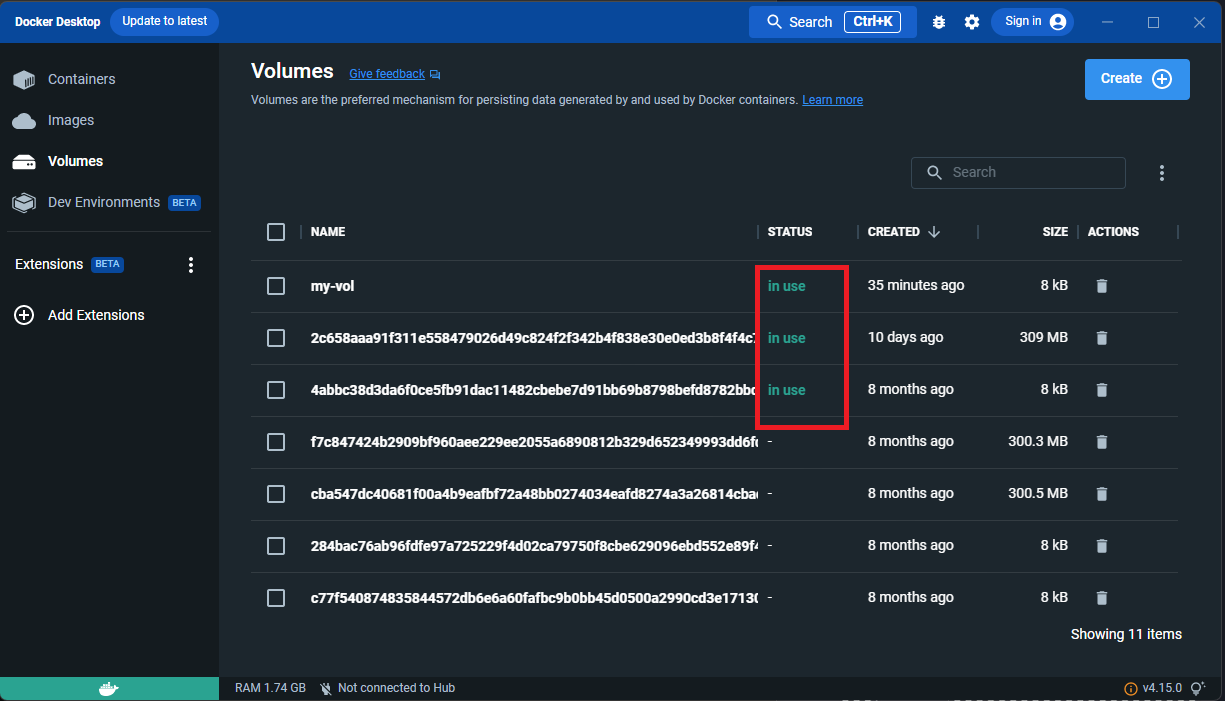 Docker Desktop Update to latest Search Ctrl+K Sign in
Containers
Images
Volumes
Dev Environments BETA
Extensions BETA
Add Extensions
Volumes Give feedback
Create
Volumes are the preferred mechanism for persisting data generated by and used by Docker containers. Learn more
Search
NAME STATUS CREATED SIZE ACTIONS
my-vol in use 35 minutes ago 8 kB
2c658aaa91f311e558479026d49c824f2f342b4f838e30e0ed3b8f4f4c7 in use 10 days ago 309 MB
4abbc38d3da6f0ce5fb91dac11482cbebe7d91bb69b8798befd8782bbc in use 8 months ago 8 kB
f7c847424b2909bf960aee229ee2055a6890812b329d652349993dd6f - 8 months ago 300.3 MB
cba547dc40681f00a4b9eafbf72a48bb0274034eafd8274a3a26814cba - 8 months ago 300.5 MB
284bac76ab96fdfe97a725229f4d02ca79750f8cbe629096ebd552e89f4 - 8 months ago 8 kB
c77f540874835844572db6e6a60fafbc9b0bb45d0500a2990cd3e17130 - 8 months ago 8 kB
Showing 11 items
RAM 1.74 GB Not connected to Hub v4.15.0